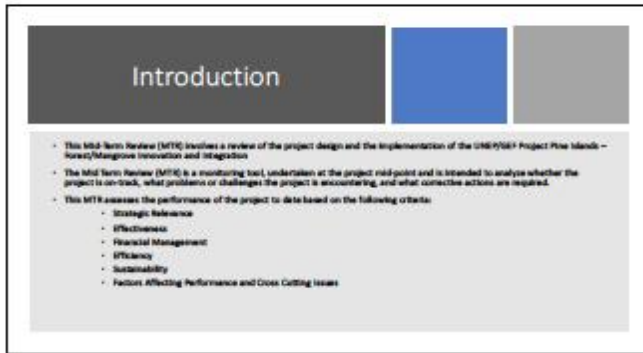 Introduction
• This Mid-Term Review (MTR) involves a review of the project design and the implementation of the UNEP/GEF Project Pine Islands –
Forest/Mangrove Innovation and Integration
• The Mid Term Review (MTR) is a monitoring tool, undertaken at the project mid-point and is intended to analyse whether the
project is on-track, what problems or challenges the project is encountering, and what corrective actions are required.
• This MTR assesses the performance of the project to date based on the following criteria:
• Strategic Relevance
• Effectiveness
• Financial Management
• Efficiency
• Sustainability
• Factors Affecting Performance and Cross Cutting Issues